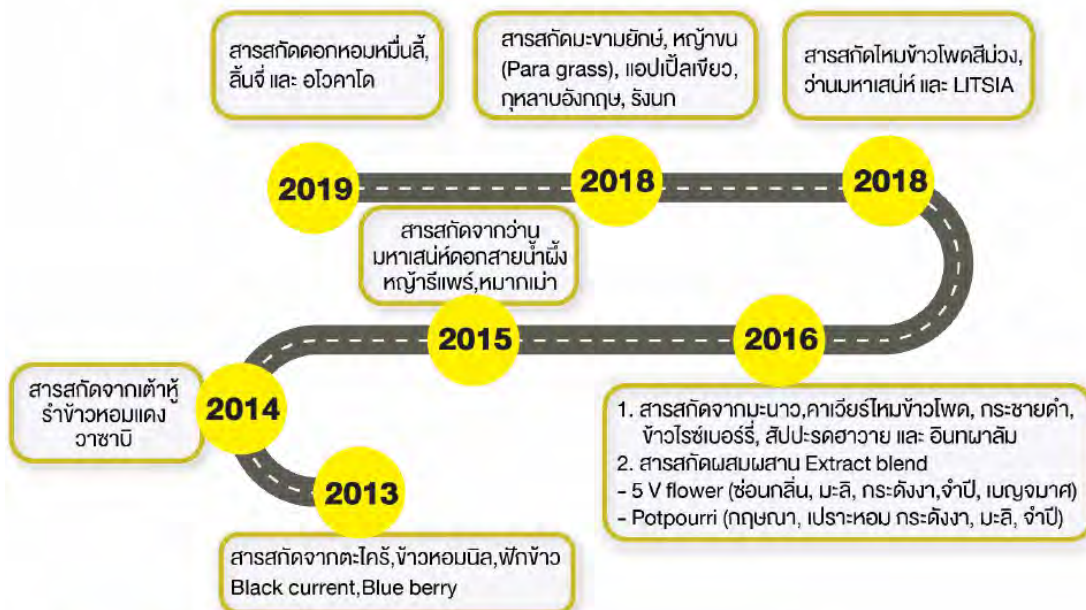 สารสกัดดอกหอมหมื่นลี้,
ลิ้นจี่ และ อโวคาโด
สารสกัดมะขามยักษ์, หญ้าขน
(Para grass), แอปเปิ้ลเขียว,
กุหลาบอังกฤษ, รังนก
สารสกัดไหมข้าวโพดสีม่วง,
ว่านมหาเสน่ห์ และ LITSIA
2019
2018
2018
สารสกัดจากว่าน
มหาเสน่ห์ดอกสายน้ำผึ้ง
หญ้ารีแพร์,หมากเม่า
2015
2016
สารสกัดจากเต้าหู้
รำข้าวหอมแดง
วาซาบิ
2014
1. สารสกัดจากมะนาว,คาเวียร์ไหมข้าวโพด, กระชายดำ,
ข้าวไรซ์เบอร์รี่, สัปปะรดฮาวาย และ อินทผาลัม
2. สารสกัดผสมผสาน Extract blend
- 5 V flower (ซ่อนกลิ่น, มะลิ, กระดังงา,จำปี, เบญจมาศ)
- Potpourri (กฤษณา, เปราะหอม กระดังงา, มะลิ, จำปี)
2013
สารสกัดจากตะไคร้,ข้าวหอมนิล,ฟักข้าว
Black current,Blue berry